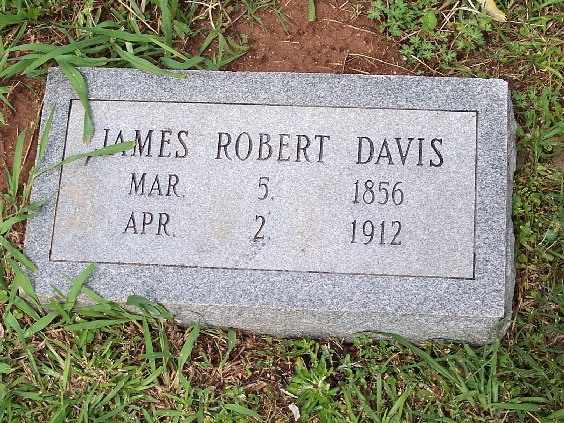 JAMES ROBERT DAVIS
MAR. 5. 1856
APR. 2. 1912